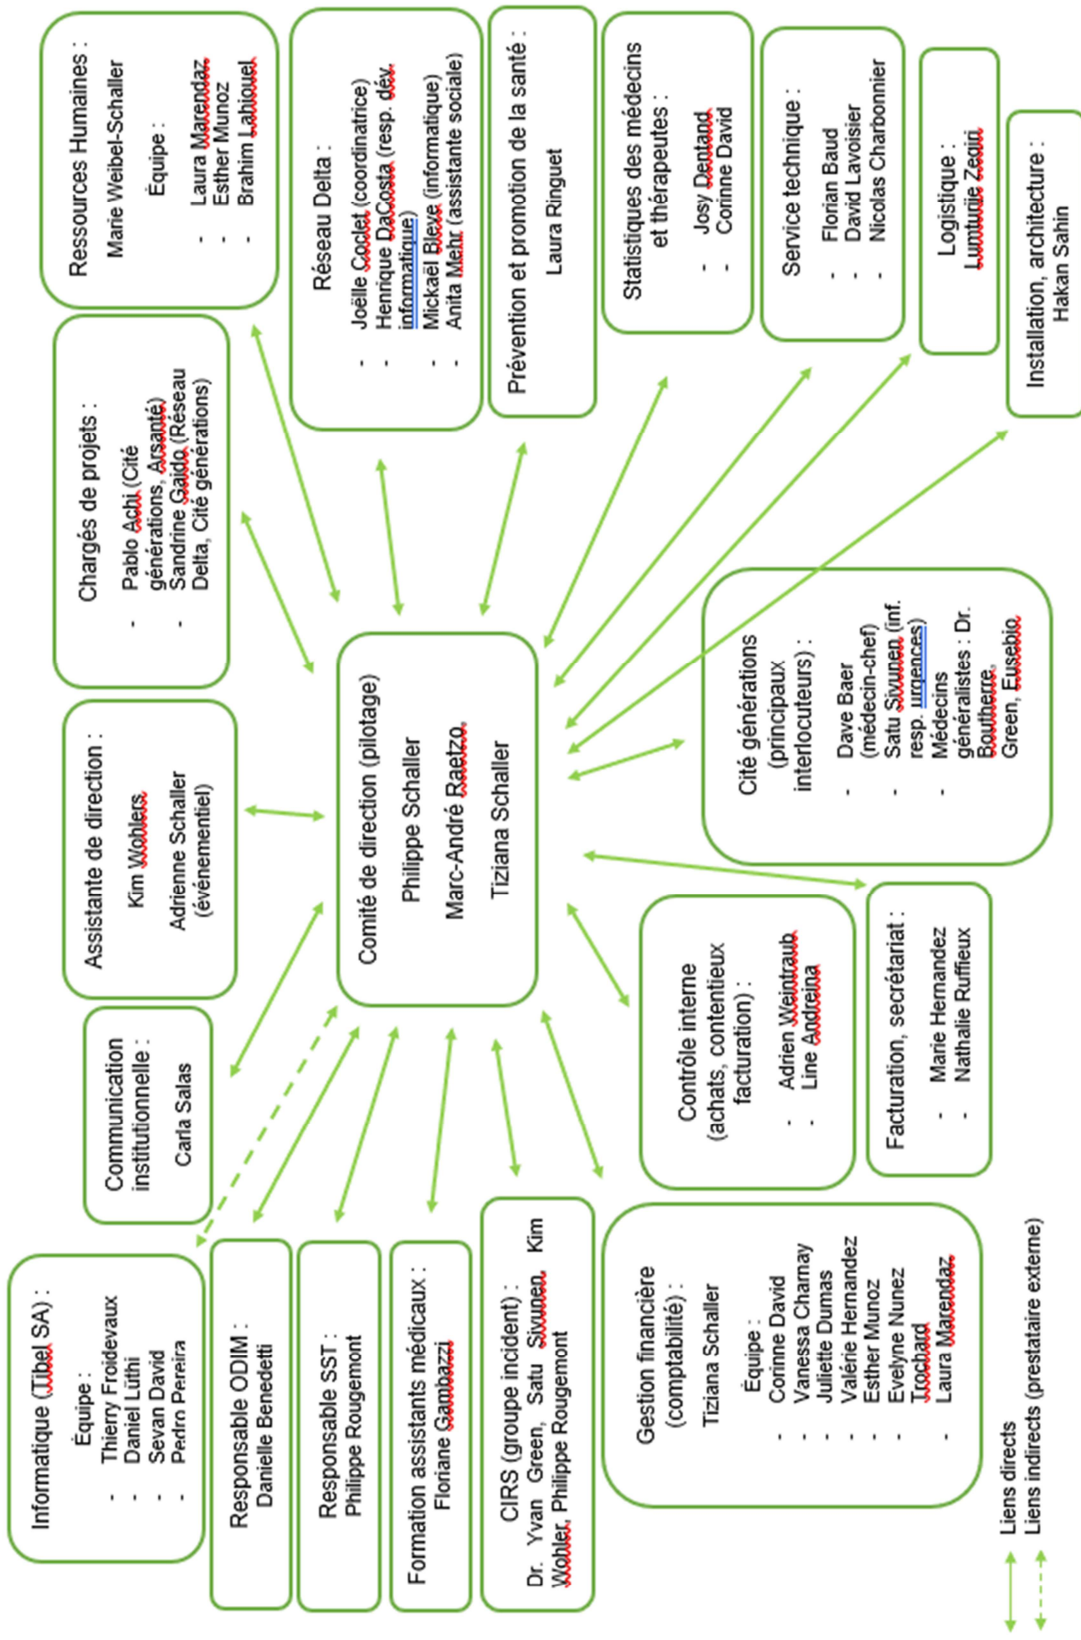 Informatique (Tibel SA) :
Équipe :
- Thierry Froidevaux
- Daniel Lüthi
- Sevan David
- Pedro Pereira
Communication
institutionnelle :
Carla Salas
Assistante de direction :
Kim Wohlers
Adrienne Schaller
(événementiel)
Chargés de projets :
- Pablo Achi (Cité
générations, Arsanté)
- Sandrine Gaido (Réseau
Delta, Cité générations)
Ressources Humaines :
Marie Weibel-Schaller
Équipe :
- Laura Marendaz
- Esther Munoz
- Brahim Lahiouel
Responsable ODIM :
Danielle Benedetti
Responsable SST :
Philippe Rougemont
Formation assistants médicaux :
Floriane Gambazzi
CIRS (groupe incident) :
Dr. Yvan Green, Satu Sivunen, Kim
Wohler, Philippe Rougemont
Comité de direction (pilotage)
Philippe Schaller
Marc-André Raetzo,
Tiziana Schaller
Réseau Delta :
- Joëlle Coclet (coordinatrice)
- Henrique DaCosta (resp. dév.
informatique)
- Mickaël Bleve (informatique)
- Anita Mehr (assistante sociale)
Prévention et promotion de la santé :
Laura Ringuet
Statistiques des médecins
et thérapeutes :
- Josy Dentand
- Corinne David
Service technique :
- Florian Baud
- David Lavoisier
- Nicolas Charbonnier
Logistique :
Lumturije Zeqiri
Installation, architecture :
Hakan Sahin
Gestion financière
(comptabilité) :
Tiziana Schaller
Équipe :
- Corinne David
- Vanessa Charnay
- Juliette Dumas
- Valérie Hernandez
- Esther Munoz
- Evelyne Nunez
Trochard
- Laura Marendaz
Contrôle interne
(achats, contentieux
facturation) :
- Adrien Weintraub
- Line Andreina
Facturation, secrétariat :
- Marie Hernandez
- Nathalie Ruffieux
Cité générations
(principaux
interlocuteurs) :
- Dave Baer
(médecin-chef)
- Satu Sivunen (inf.
resp. urgences)
- Médecins
généralistes : Dr.
Boutherre,
Green, Eusebio
Liens directs
Liens indirects (prestataire externe)